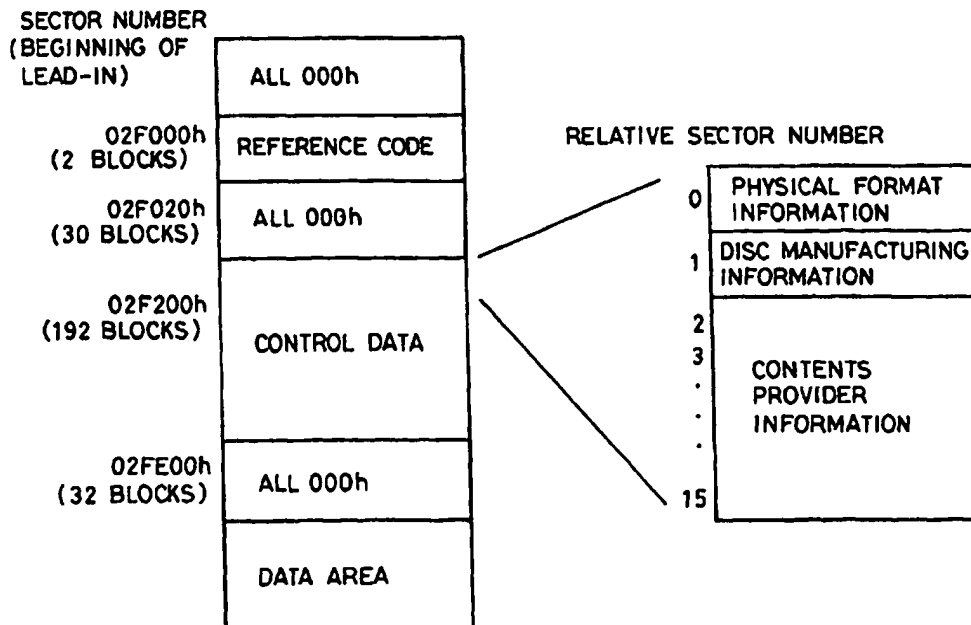 SECTOR NUMBER
(BEGINNING OF
LEAD-IN)
ALL 000h
02F000h
(2 BLOCKS)
REFERENCE CODE
02F020h
(30 BLOCKS)
ALL 000h
02F200h
(192 BLOCKS)
CONTROL DATA
02FE00h
(32 BLOCKS)
ALL 000h
DATA AREA
RELATIVE SECTOR NUMBER
0
PHYSICAL FORMAT
INFORMATION
1
DISC MANUFACTURING
INFORMATION
2
3
.
.
.
15
CONTENTS
PROVIDER
INFORMATION